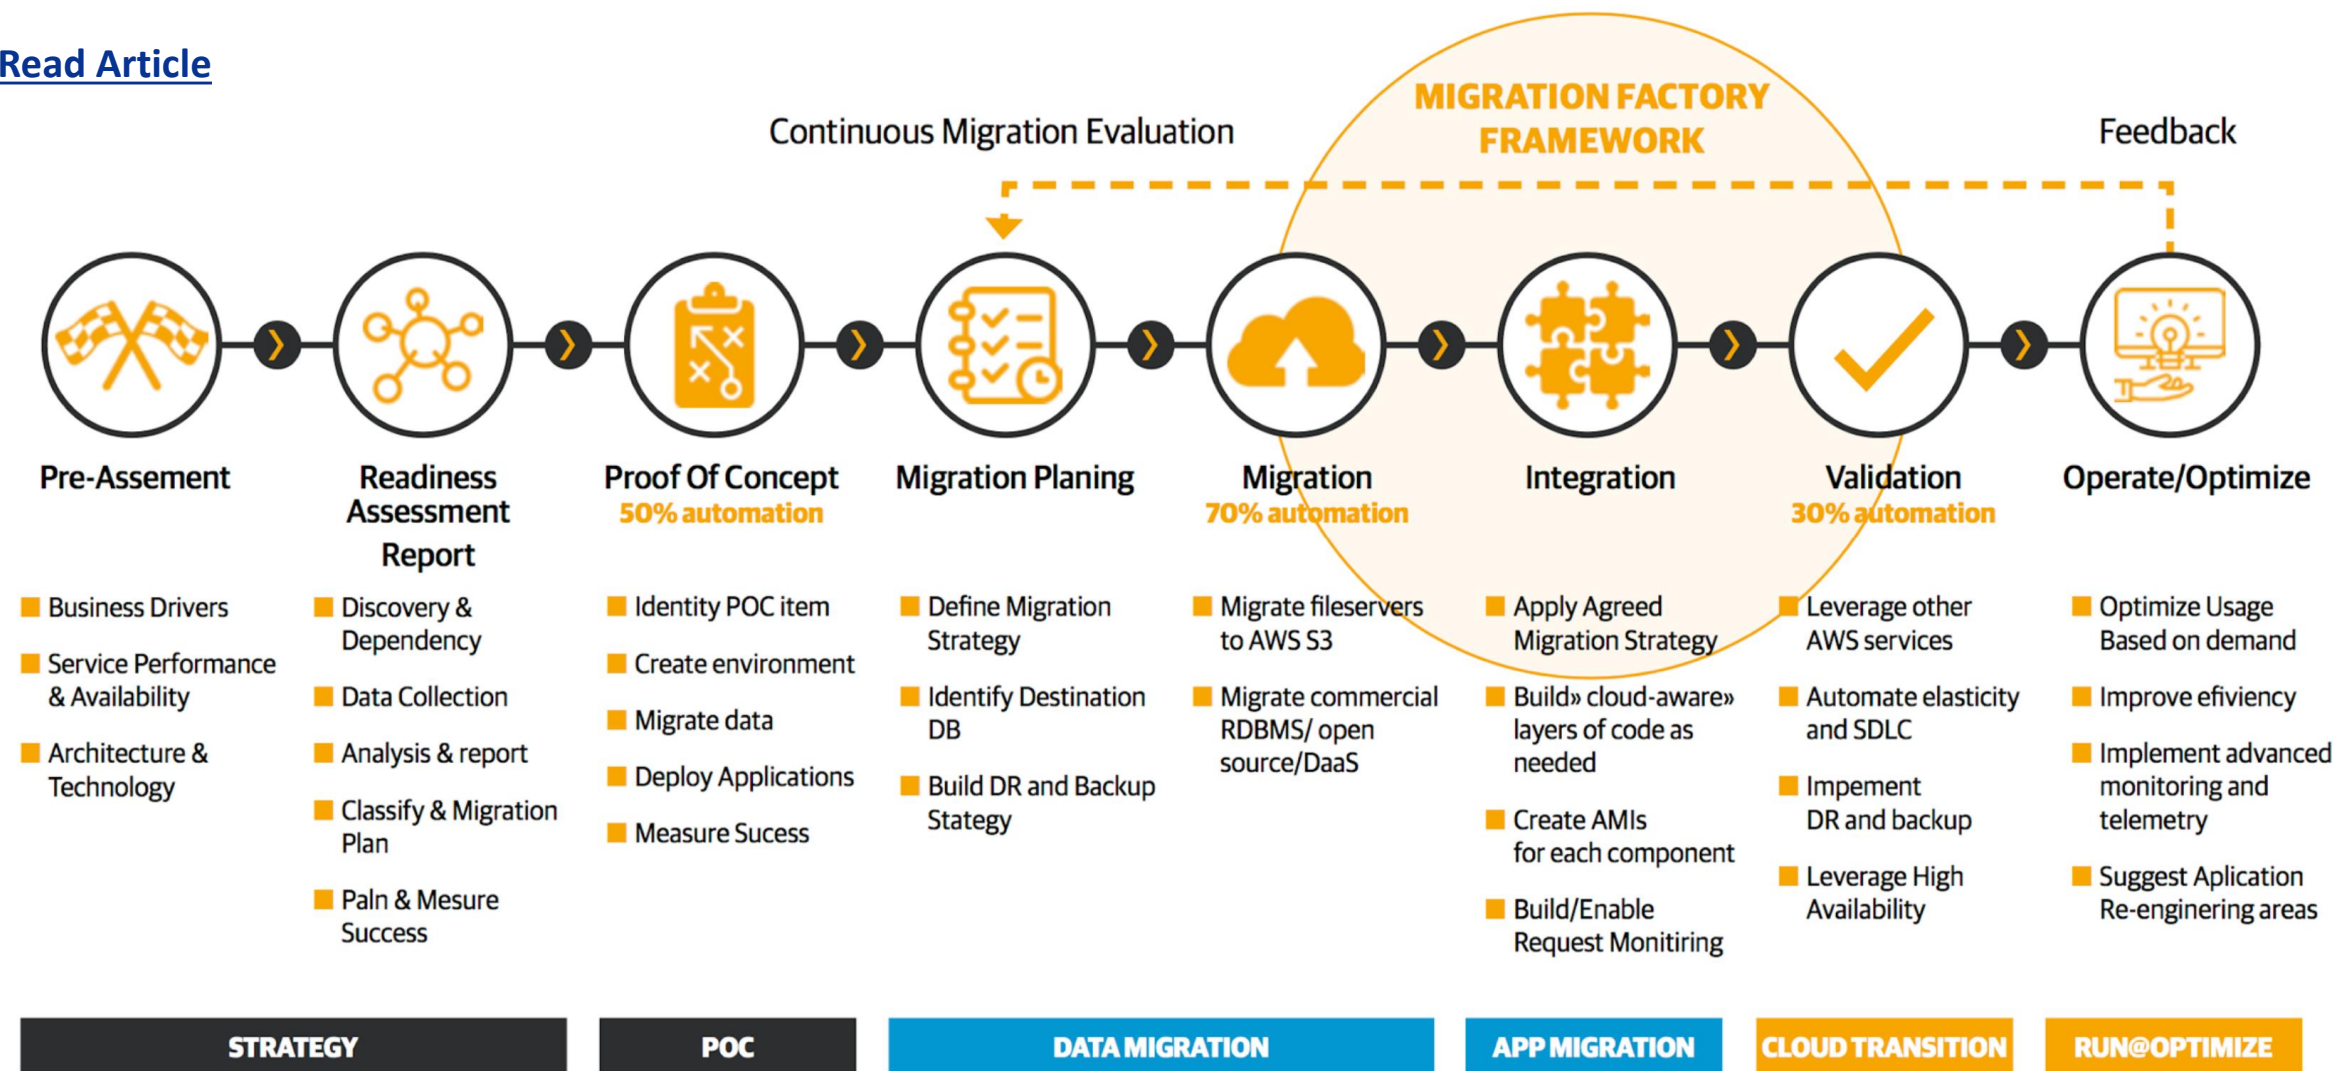 Read Article
MIGRATION FACTORY
FRAMEWORK
Continuous Migration Evaluation
Feedback
Pre-Assement
Readiness
Assessment
Report
Proof Of Concept
50% automation
Migration Planing
Migration
70% automation
Integration
Validation
30% automation
Operate/Optimize
Business Drivers
Service Performance
& Availability
Architecture &
Technology
Discovery &
Dependency
Data Collection
Analysis & report
Classify & Migration
Plan
Paln & Mesure
Success
Identity POC item
Create environment
Migrate data
Deploy Applications
Measure Sucess
Define Migration
Strategy
Identify Destination
DB
Build DR and Backup
Stategy
Migrate fileservers
to AWS S3
Migrate commercial
RDBMS/ open
source/DaaS
Apply Agreed
Migration Strategy
Build» cloud-aware»
layers of code as
needed
Create AMIs
for each component
Build/Enable
Request Monitiring
Leverage other
AWS services
Automate elasticity
and SDLC
Impement
DR and backup
Leverage High
Availability
Optimize Usage
Based on demand
Improve efiviency
Implement advanced
monitoring and
telemetry
Suggest Aplication
Re-enginering areas
STRATEGY
POC
DATA MIGRATION
APP MIGRATION
CLOUD TRANSITION
RUN@OPTIMIZE